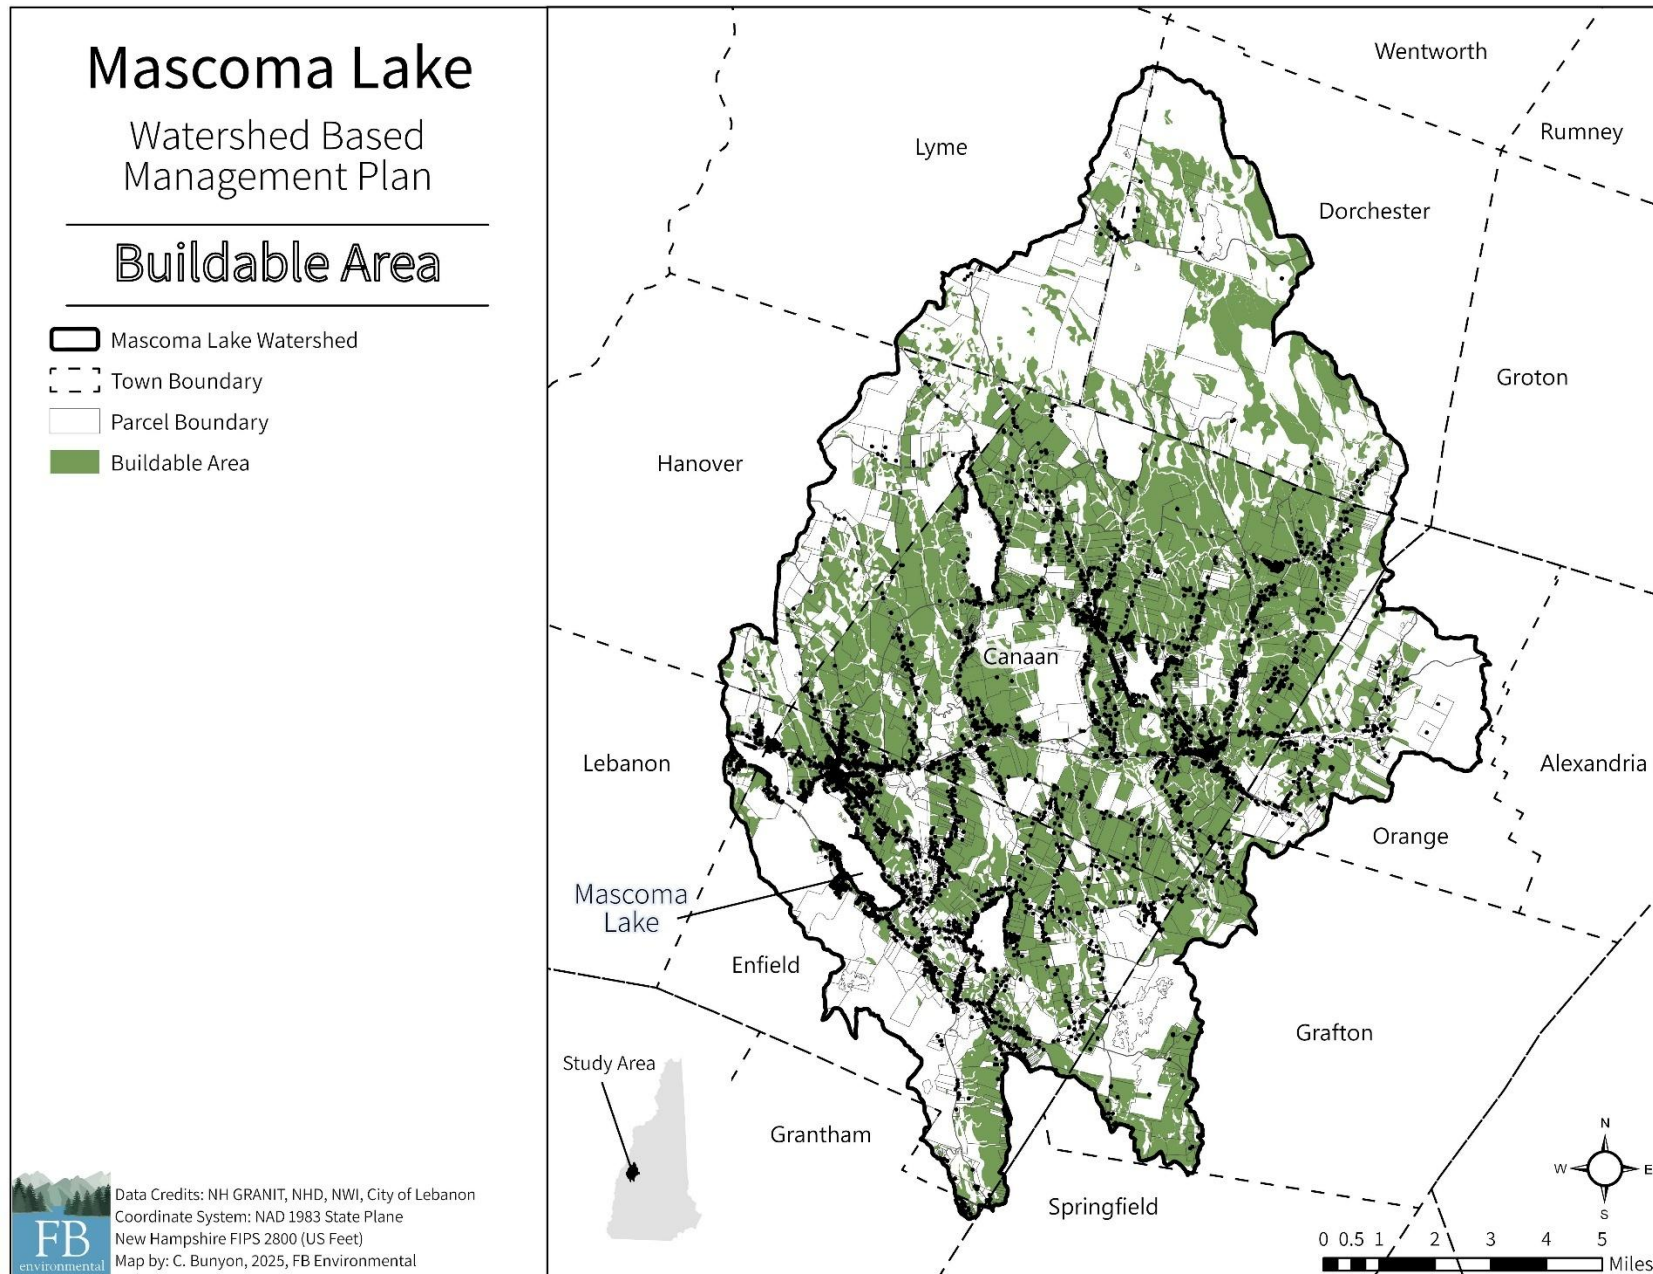 Mascoma Lake
Watershed Based
Management Plan
Buildable Area
Mascoma Lake Watershed
Town Boundary
Parcel Boundary
Buildable Area
Wentworth
Rumney
Lyme
Dorchester
Groton
Hanover
Canaan
Lebanon
Alexandria
Orange
Mascoma
Lake
Enfield
Grafton
Study Area
Grantham
Springfield
N
W E
S
0 0.5 1 2 3 4 5
Miles
FB
environmental
Data Credits: NH GRANIT, NHD, NWI, City of Lebanon
Coordinate System: NAD 1983 State Plane
New Hampshire FIPS 2800 (US Feet)
Map by: C. Bunyon, 2025, FB Environmental